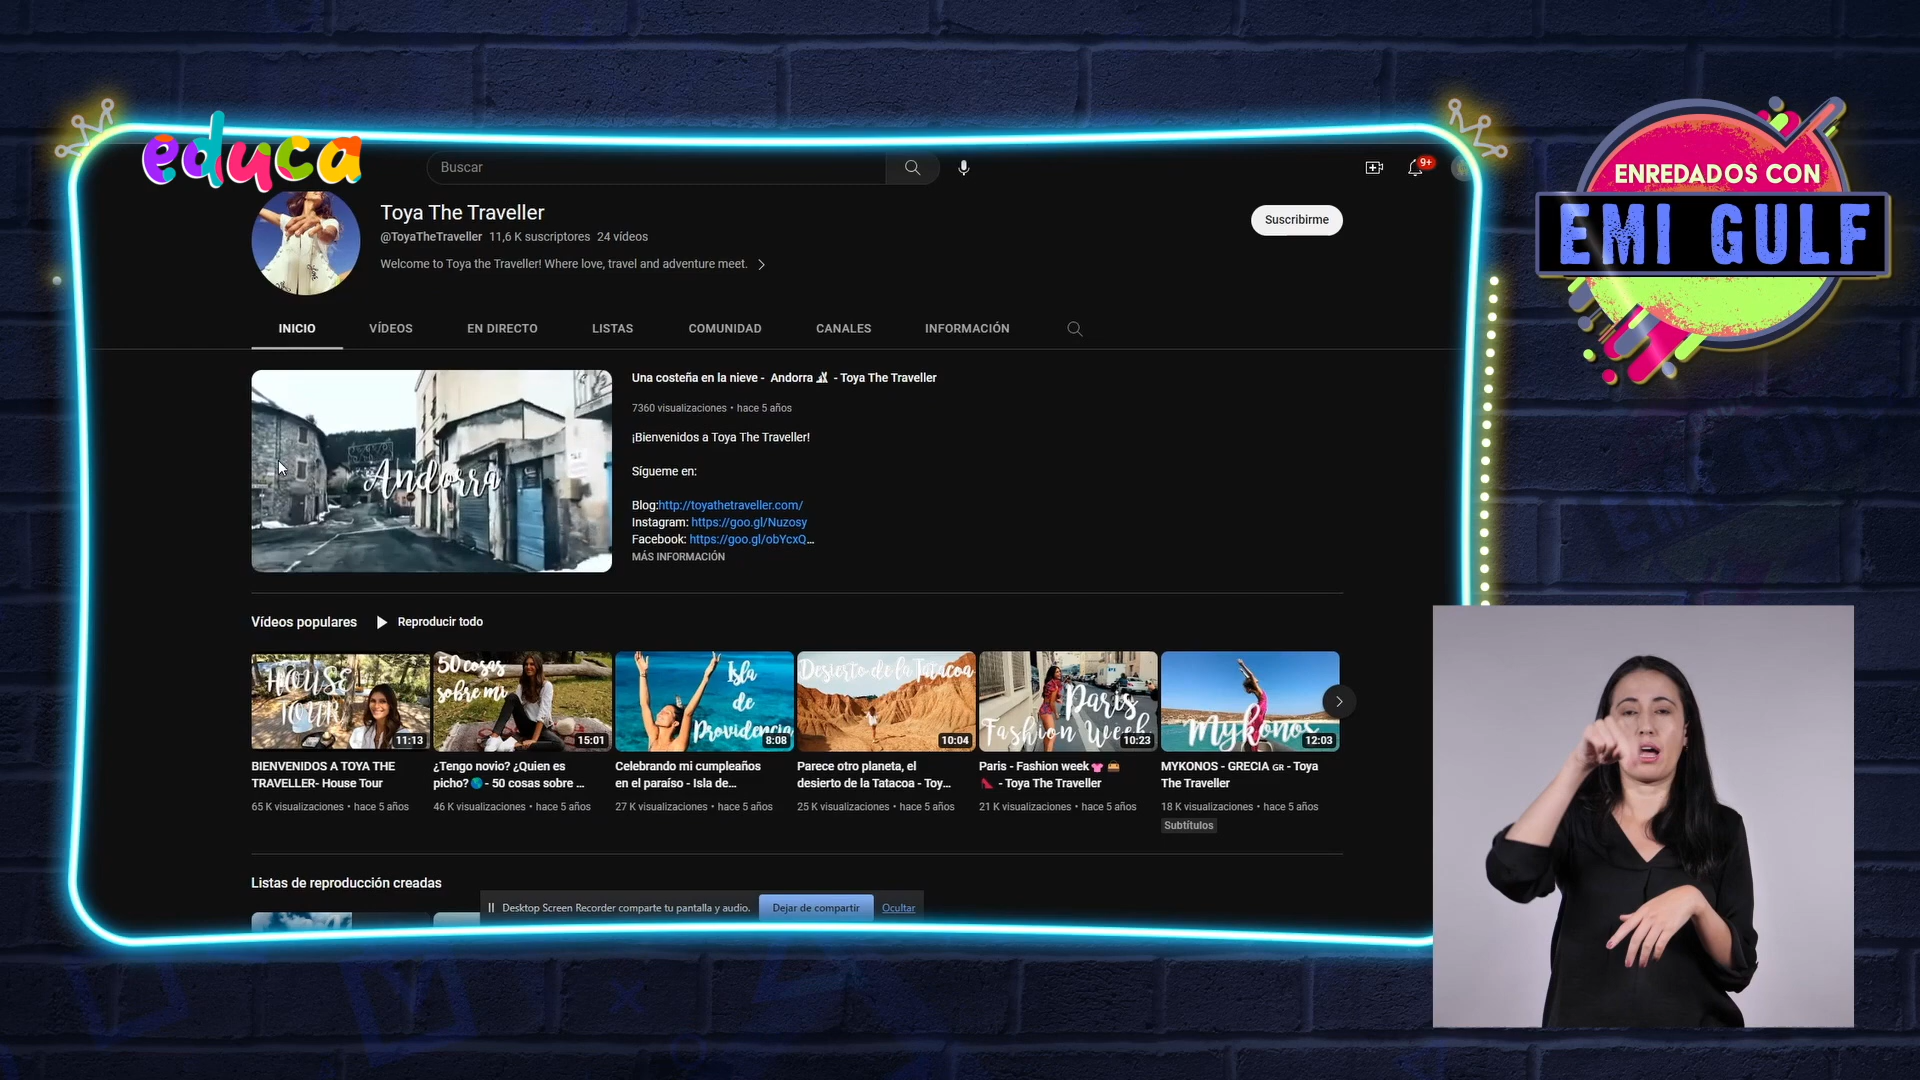 educa
Buscar
9+
ENREDADOS CON
EMI GULF
Toya The Traveller
@ToyaTheTraveller 11,6 K suscriptores 24 vídeos
Welcome to Toya the Traveller! Where love, travel and adventure meet.
Suscribirme
INICIO VÍDEOS EN DIRECTO LISTAS COMUNIDAD CANALES INFORMACIÓN
Andorra
Una costeña en la nieve - Andorra - Toya The Traveller
7360 visualizaciones • hace 5 años
¡Bienvenidos a Toya The Traveller!
Sígueme en:
Blog:http://toyathetraveller.com/
Instagram: https://goo.gl/Nuzosy
Facebook: https://goo.gl/obYcxQ...
MÁS INFORMACIÓN
Vídeos populares Reproducir todo
HOUSE
TOUR
11:13
BIENVENIDOS A TOYA THE
TRAVELLER- House Tour
65 K visualizaciones • hace 5 años
50 cosas
sobre mi
15:01
¿Tengo novio? ¿Quien es
picho?🌎- 50 cosas sobre ...
46 K visualizaciones • hace 5 años
Isla
de
Providencia
8:08
Celebrando mi cumpleaños
en el paraíso - Isla de...
27 K visualizaciones • hace 5 años
Desierto de la Tatacoa
10:04
Parece otro planeta, el
desierto de la Tatacoa - Toy...
25 K visualizaciones • hace 5 años
Paris
Fashion Week
10:23
Paris - Fashion week👚👜
👠 - Toya The Traveller
21 K visualizaciones • hace 5 años
Mykonos
12:03
MYKONOS - GRECIA GR - Toya
The Traveller
18 K visualizaciones • hace 5 años
Subtítulos
Listas de reproducción creadas
Desktop Screen Recorder comparte tu pantalla y audio. Dejar de compartir Ocultar